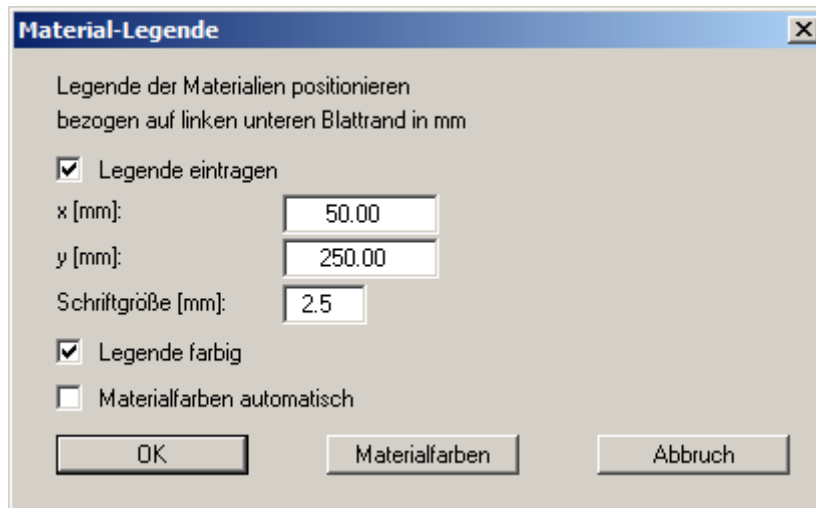 Material-Legende
Legende der Materialien positionieren
bezogen auf linken unteren Blattrand in mm
Legende eintragen
x [mm]: 50.00
y [mm]: 250.00
Schriftgröße [mm]: 2.5
Legende farbig
Materialfarben automatisch
OK Materialfarben Abbruch